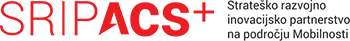 SRIPACS+
Strateško razvojno
inovacijsko partnerstvo
na področju Mobilnosti